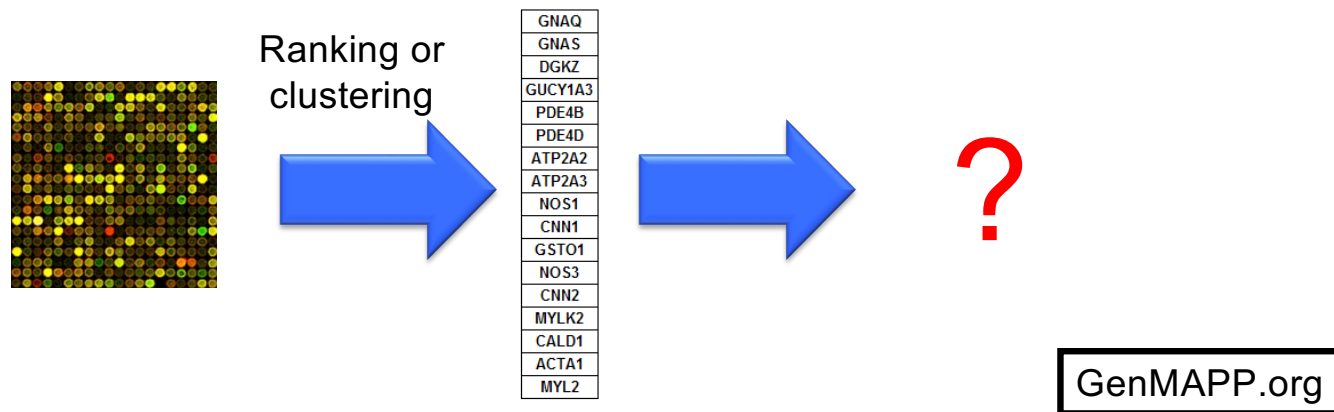 Ranking or
clustering
GNAQ
GNAS
DGKZ
GUCY1A3
PDE4B
PDE4D
ATP2A2
ATP2A3
NOS1
CNN1
GSTO1
NOS3
CNN2
MYLK2
CALD1
ACTA1
MYL2
?
GenMAPP.org